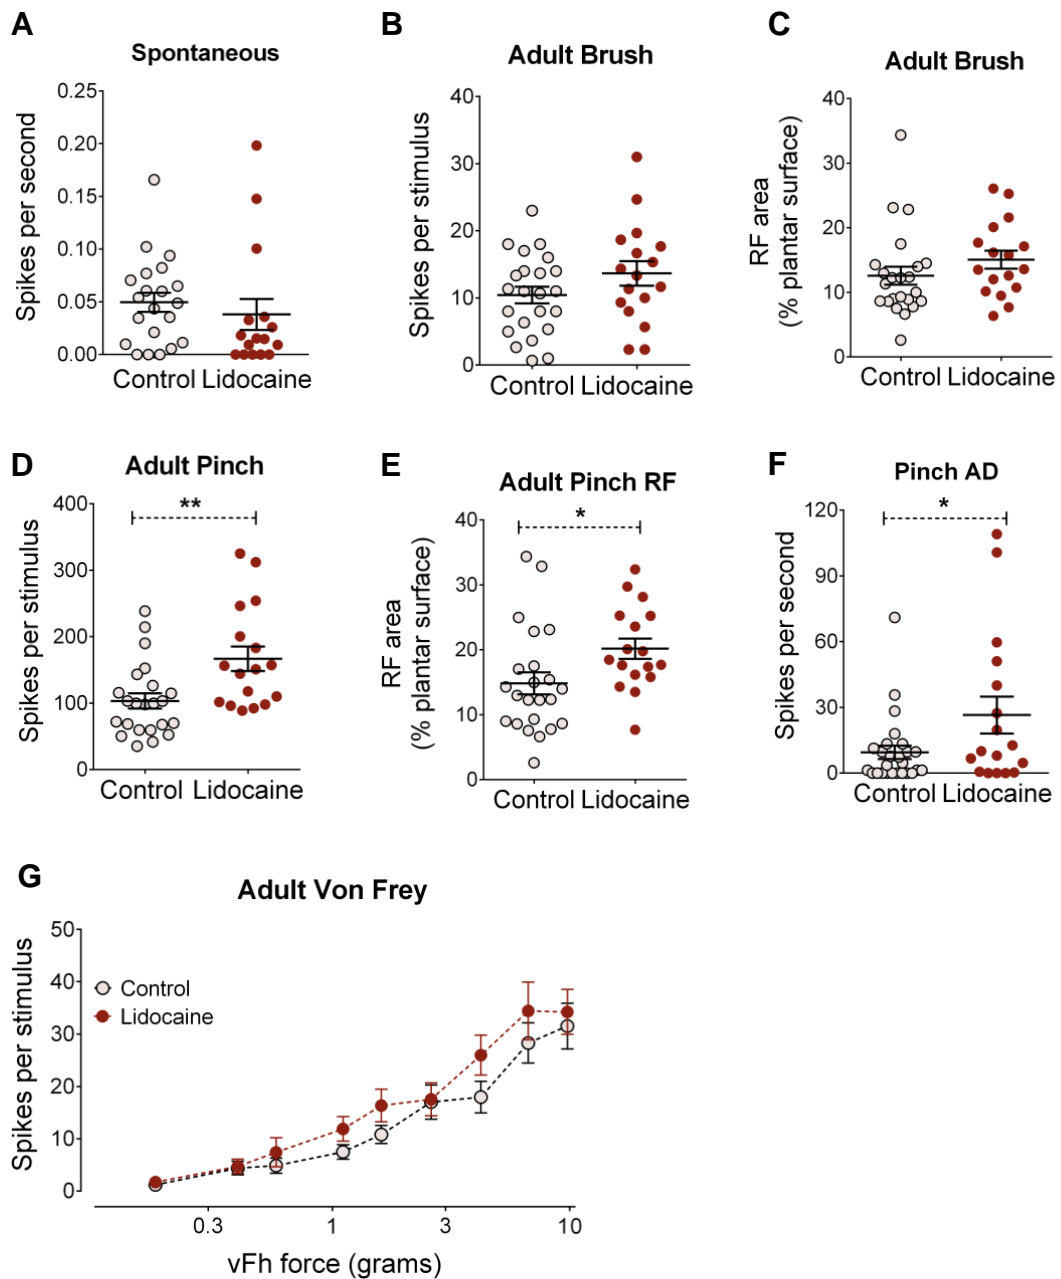 A
Spontaneous
Spikes per second
0.25
0.20
0.15
0.10
0.05
0.00
Control Lidocaine
B
Adult Brush
Spikes per stimulus
40
30
20
10
0
Control Lidocaine
C
Adult Brush
RF area
(% plantar surface)
40
30
20
10
0
Control Lidocaine
D
Adult Pinch
**
Spikes per stimulus
400
300
200
100
0
Control Lidocaine
E
Adult Pinch RF
*
RF area
(% plantar surface)
40
30
20
10
0
Control Lidocaine
F
Pinch AD
*
Spikes per second
120
90
60
30
0
Control Lidocaine
G
Adult Von Frey
Spikes per stimulus
50
40
30
20
10
0
Control
Lidocaine
0.3 1 3 10
vFh force (grams)